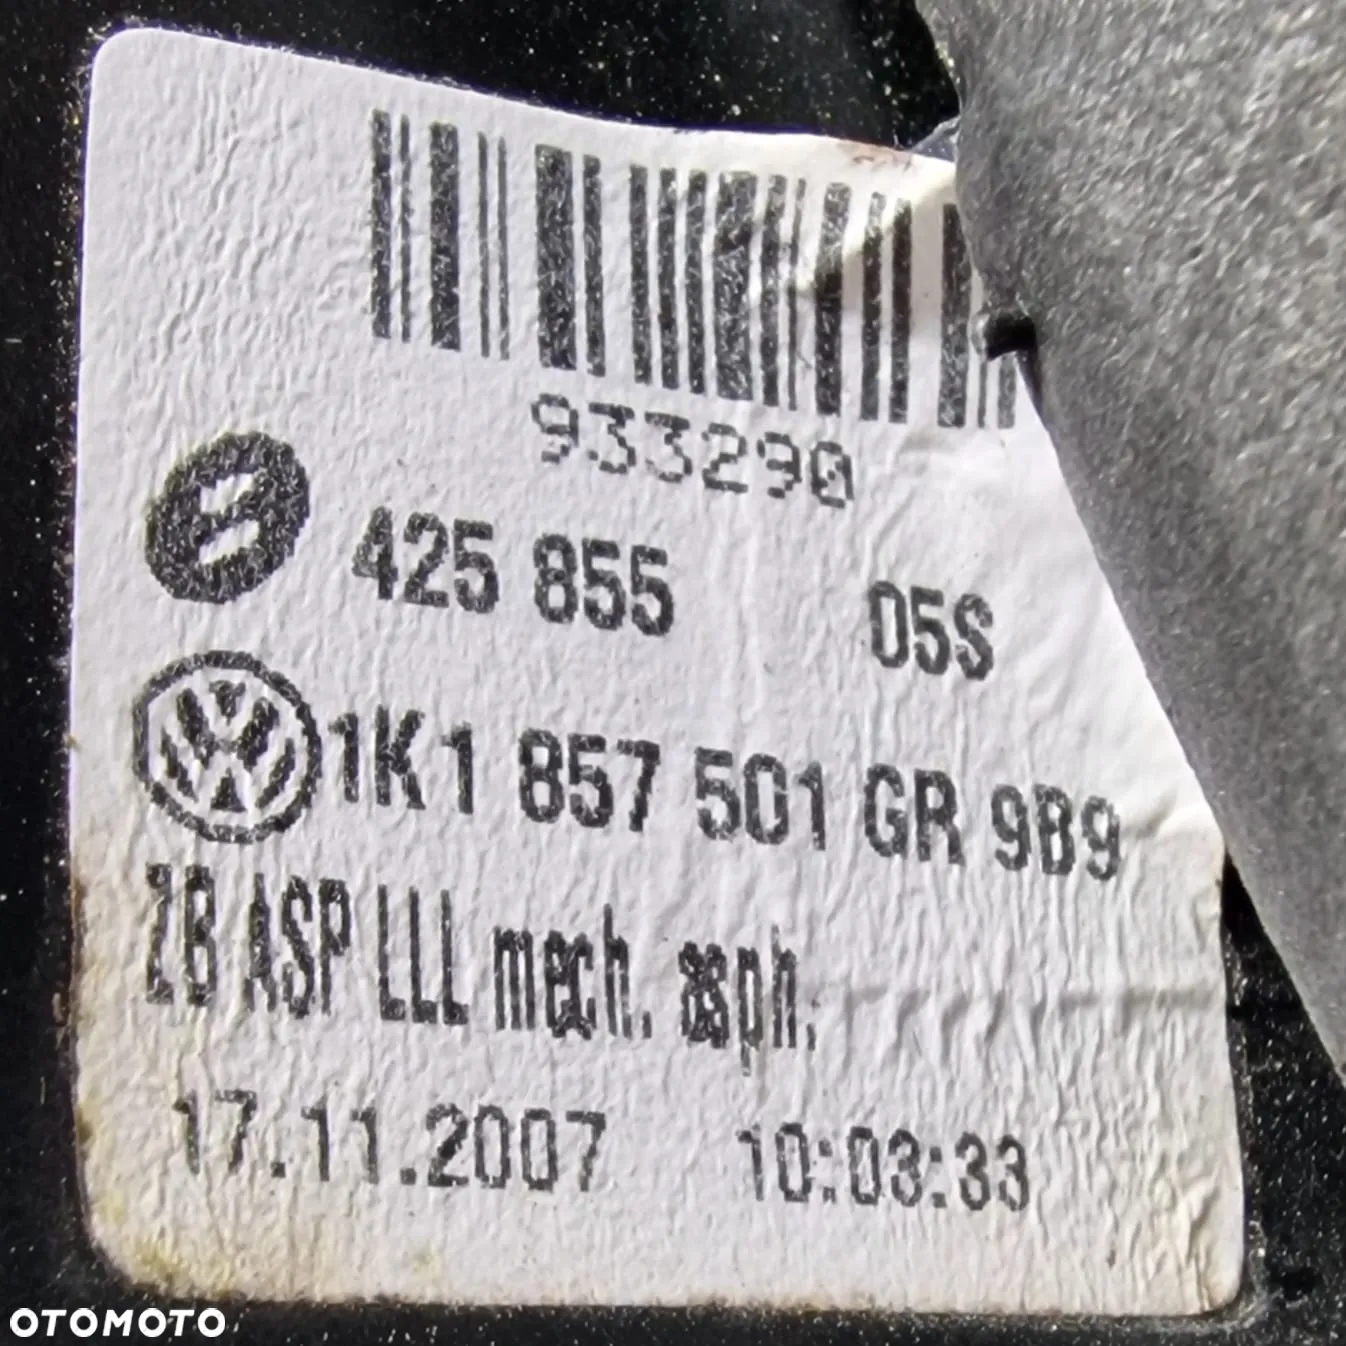 933290
425 855 05S
1K1 857 501 GR 9B9
ZB ASP LLL mech. asph.
17.11.2007 10:03:33
OTOMOTO